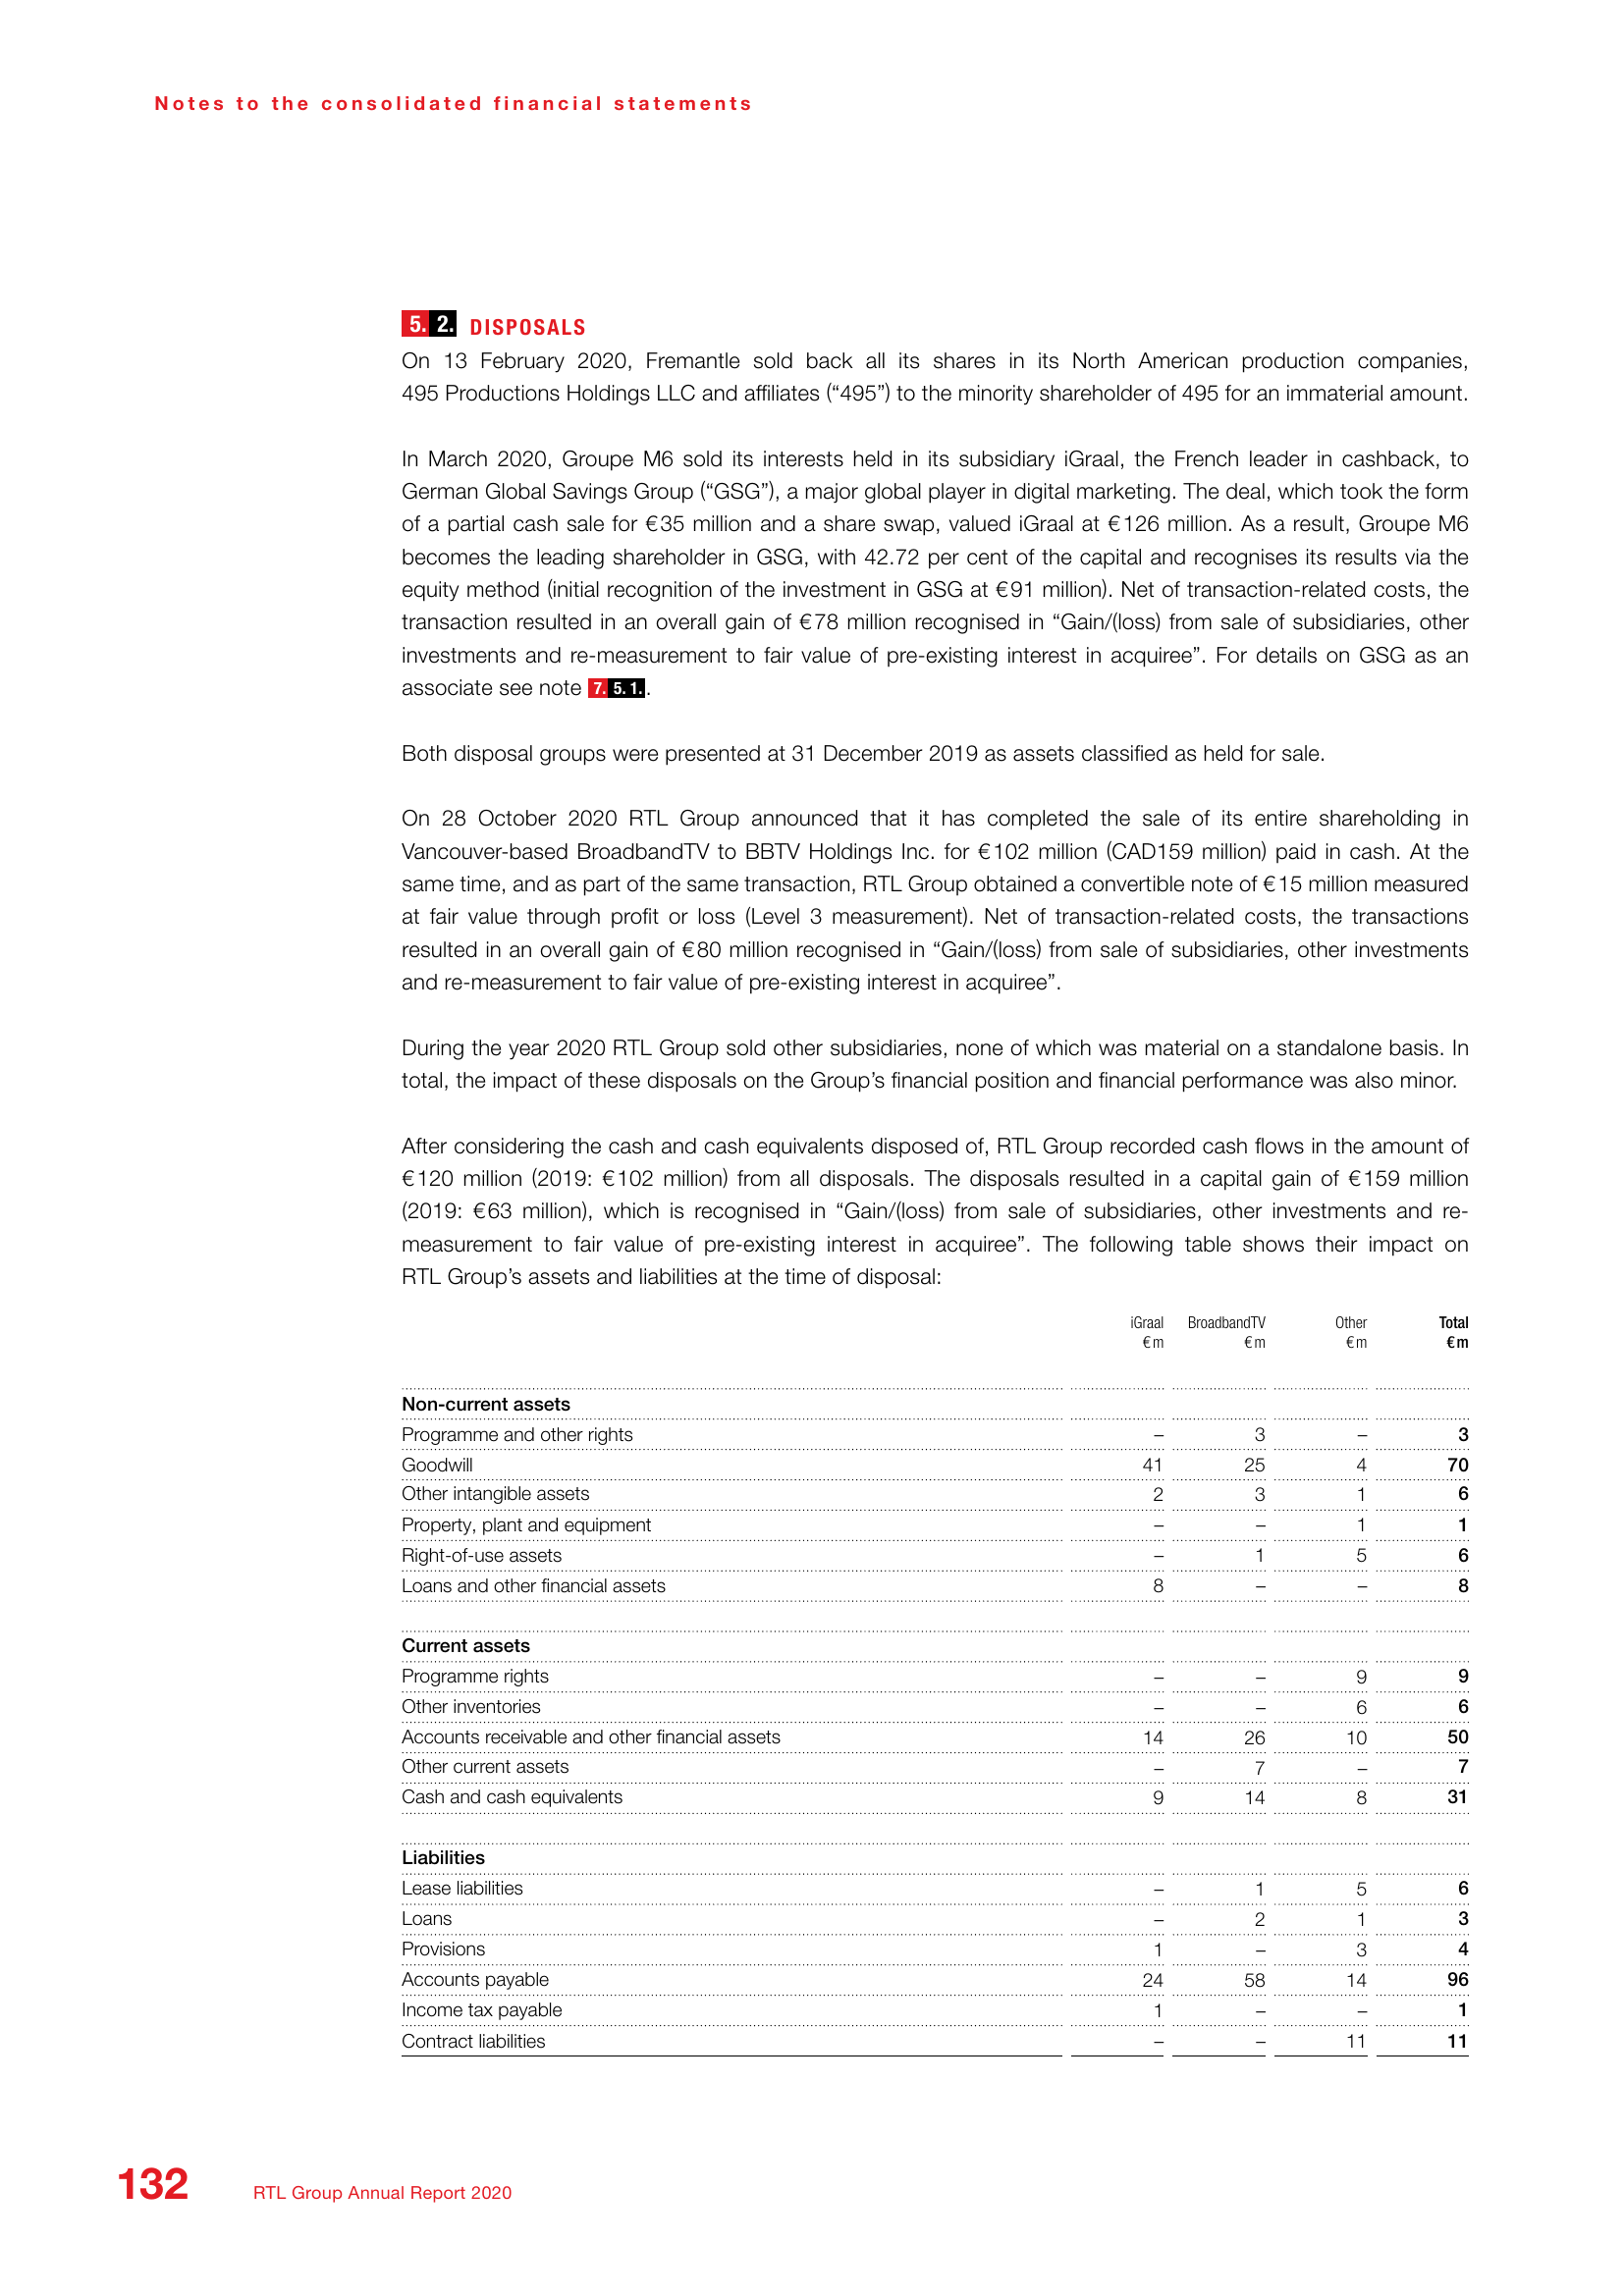 Notes to the consolidated financial statements
5. 2. DISPOSALS
On 13 February 2020, Fremantle sold back all its shares in its North American production companies,
495 Productions Holdings LLC and affiliates (“495”) to the minority shareholder of 495 for an immaterial amount.
In March 2020, Groupe M6 sold its interests held in its subsidiary iGraal, the French leader in cashback, to
German Global Savings Group (“GSG”), a major global player in digital marketing. The deal, which took the form
of a partial cash sale for €35 million and a share swap, valued iGraal at €126 million. As a result, Groupe M6
becomes the leading shareholder in GSG, with 42.72 per cent of the capital and recognises its results via the
equity method (initial recognition of the investment in GSG at €91 million). Net of transaction-related costs, the
transaction resulted in an overall gain of €78 million recognised in “Gain/(loss) from sale of subsidiaries, other
investments and re-measurement to fair value of pre-existing interest in acquiree”. For details on GSG as an
associate see note 7. 5. 1..
Both disposal groups were presented at 31 December 2019 as assets classified as held for sale.
On 28 October 2020 RTL Group announced that it has completed the sale of its entire shareholding in
Vancouver-based BroadbandTV to BBTV Holdings Inc. for €102 million (CAD159 million) paid in cash. At the
same time, and as part of the same transaction, RTL Group obtained a convertible note of €15 million measured
at fair value through profit or loss (Level 3 measurement). Net of transaction-related costs, the transactions
resulted in an overall gain of €80 million recognised in “Gain/(loss) from sale of subsidiaries, other investments
and re-measurement to fair value of pre-existing interest in acquiree”.
During the year 2020 RTL Group sold other subsidiaries, none of which was material on a standalone basis. In
total, the impact of these disposals on the Group’s financial position and financial performance was also minor.
After considering the cash and cash equivalents disposed of, RTL Group recorded cash flows in the amount of
€120 million (2019: €102 million) from all disposals. The disposals resulted in a capital gain of €159 million
(2019: €63 million), which is recognised in “Gain/(loss) from sale of subsidiaries, other investments and re-
measurement to fair value of pre-existing interest in acquiree”. The following table shows their impact on
RTL Group’s assets and liabilities at the time of disposal:
iGraal BroadbandTV Other Total
€m €m €m €m
Non-current assets
Programme and other rights – 3 – 3
Goodwill 41 25 4 70
Other intangible assets 2 3 1 6
Property, plant and equipment – – 1 1
Right-of-use assets – 1 5 6
Loans and other financial assets 8 – – 8
Current assets
Programme rights – – 9 9
Other inventories – – 6 6
Accounts receivable and other financial assets 14 26 10 50
Other current assets – 7 – 7
Cash and cash equivalents 9 14 8 31
Liabilities
Lease liabilities – 1 5 6
Loans – 2 1 3
Provisions 1 – 3 4
Accounts payable 24 58 14 96
Income tax payable 1 – – 1
Contract liabilities – – 11 11
132 RTL Group Annual Report 2020